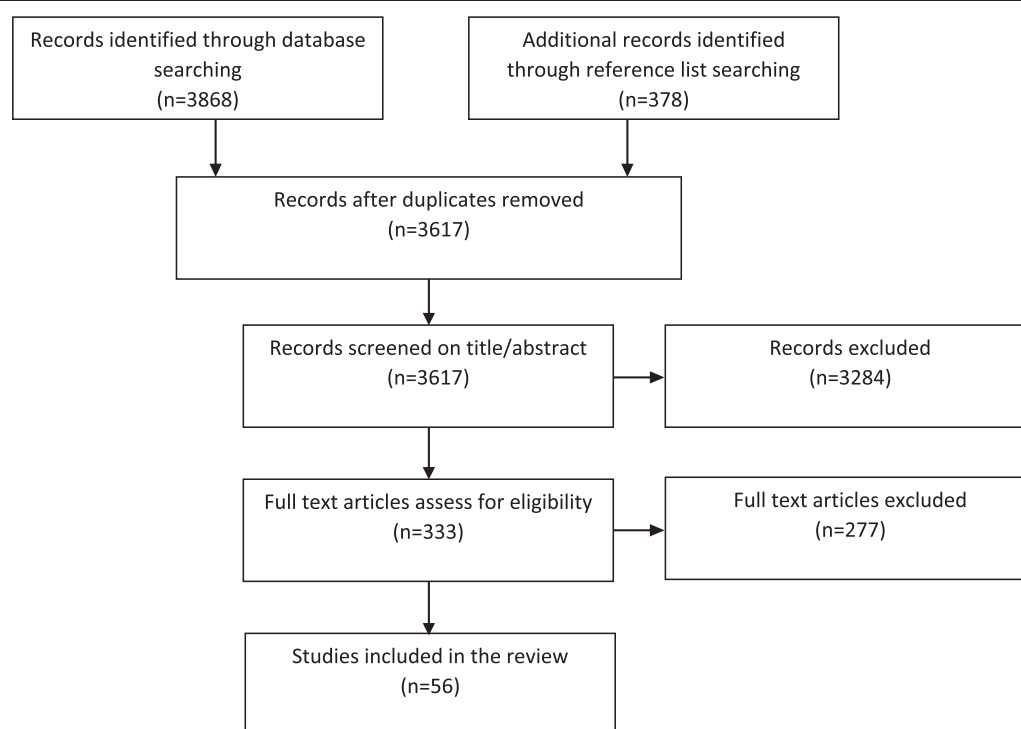 Records identified through database
searching
(n=3868)
Additional records identified
through reference list searching
(n=378)
Records after duplicates removed
(n=3617)
Records screened on title/abstract
(n=3617)
Records excluded
(n=3284)
Full text articles assess for eligibility
(n=333)
Full text articles excluded
(n=277)
Studies included in the review
(n=56)